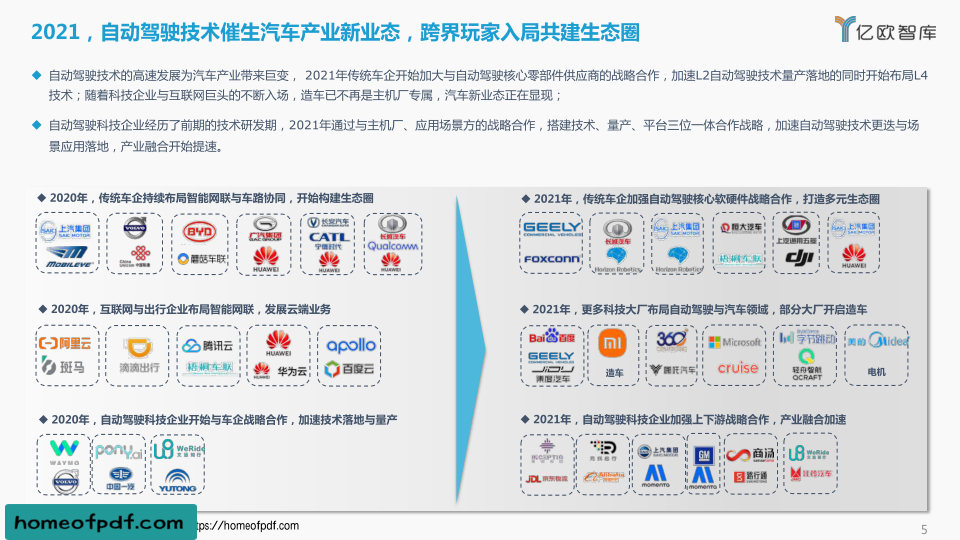 2021，自动驾驶技术催生汽车产业新业态，跨界玩家入局共建生态圈
亿欧智库
自动驾驶技术的高速发展为汽车产业带来巨变， 2021年传统车企开始加大与自动驾驶核心零部件供应商的战略合作，加速L2自动驾驶技术量产落地的同时开始布局L4
技术；随着科技企业与互联网巨头的不断入场，造车已不再是主机厂专属，汽车新业态正在显现；
自动驾驶科技企业经历了前期的技术研发期，2021年通过与主机厂、应用场景方的战略合作，搭建技术、量产、平台三位一体合作战略，加速自动驾驶技术更迭与场
景应用落地，产业融合开始提速。
2020年，传统车企持续布局智能网联与车路协同，开始构建生态圈
SAIC 上汽集团 SAIC MOTOR
MOBILEYE
VOLVO
China unicom 中国联通
BYD
蘑菇车联
广汽集团
GAIC GROUP
HUAWEI
长安汽车
CATL
宁德时代
HUAWEI
长城汽车
Qualcomm
HUAWEI
2021年，传统车企加强自动驾驶核心软硬件战略合作，打造多元生态圈
GEELY
COMMERCIAL VEHICLES
FOXCONN
长城汽车
Horizon Robotics
SAIC 上汽集团 SAIC MOTOR
Horizon Robotics
恒大汽车
梧桐车联
上汽通用五菱
dji
SAIC 上汽集团 SAIC MOTOR
HUAWEI
2020年，互联网与出行企业布局智能网联，发展云端业务
阿里云
斑马
滴滴出行
腾讯云
梧桐车联
HUAWEI
HUAWEI 华为云
apollo
百度云
2021年，更多科技大厂布局自动驾驶与汽车领域，部分大厂开启造车
Bai百度
GEELY
COMMERCIAL VEHICLES
JIDU
集度汽车
造车
360
哪吒汽车
Microsoft
cruise
字节跳动
轻舟智航
QCRAFT
美的 Midea
电机
2020年，自动驾驶科技企业开始与车企战略合作，加速技术落地与量产
WAYMO
VOLVO
pony.ai
中国一汽
WeRide
文远知行
YUTONG
2021年，自动驾驶科技企业加强上下游战略合作，产业融合加速
INCEPTIO
JDL 京东物流
Alibaba
上汽集团
SAIC MOTOR
momenta
GM
momenta
商汤
路行通
WeRide
文远知行
homeofpdf.com
ttps://homeofpdf.com
5